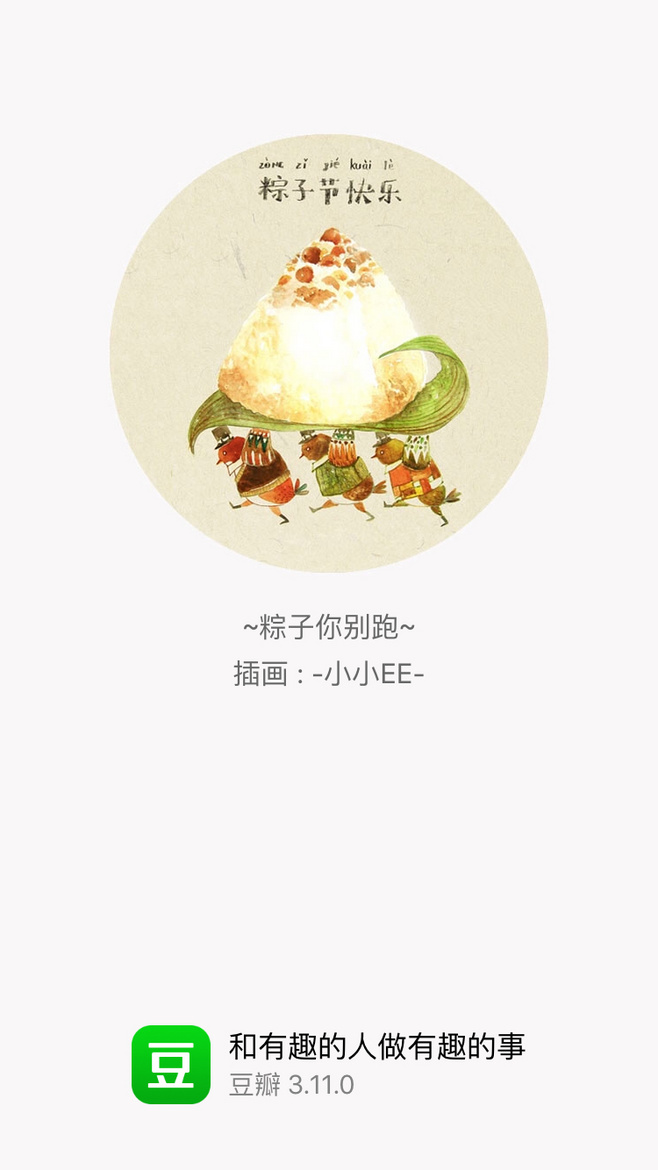 zòng zǐ jié kuài lè
粽子节快乐
~粽子你别跑~
插画：-小小EE-
豆
和有趣的人做有趣的事
豆瓣 3.11.0